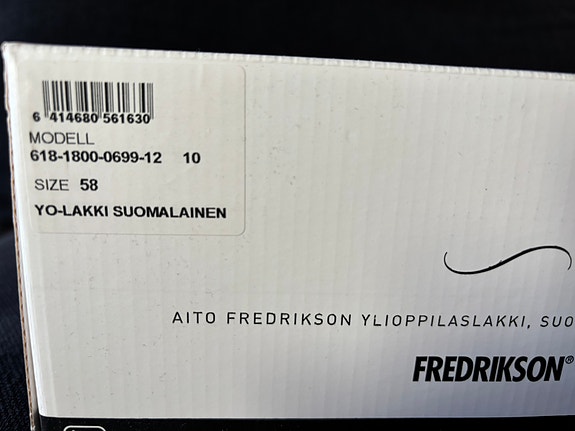 6 414680 561630
MODELL
618-1800-0699-12 10
SIZE 58
YO-LAKKI SUOMALAINEN
AITO FREDRIKSON YLIOPPILASLAKKI, SUO
FREDRIKSON®